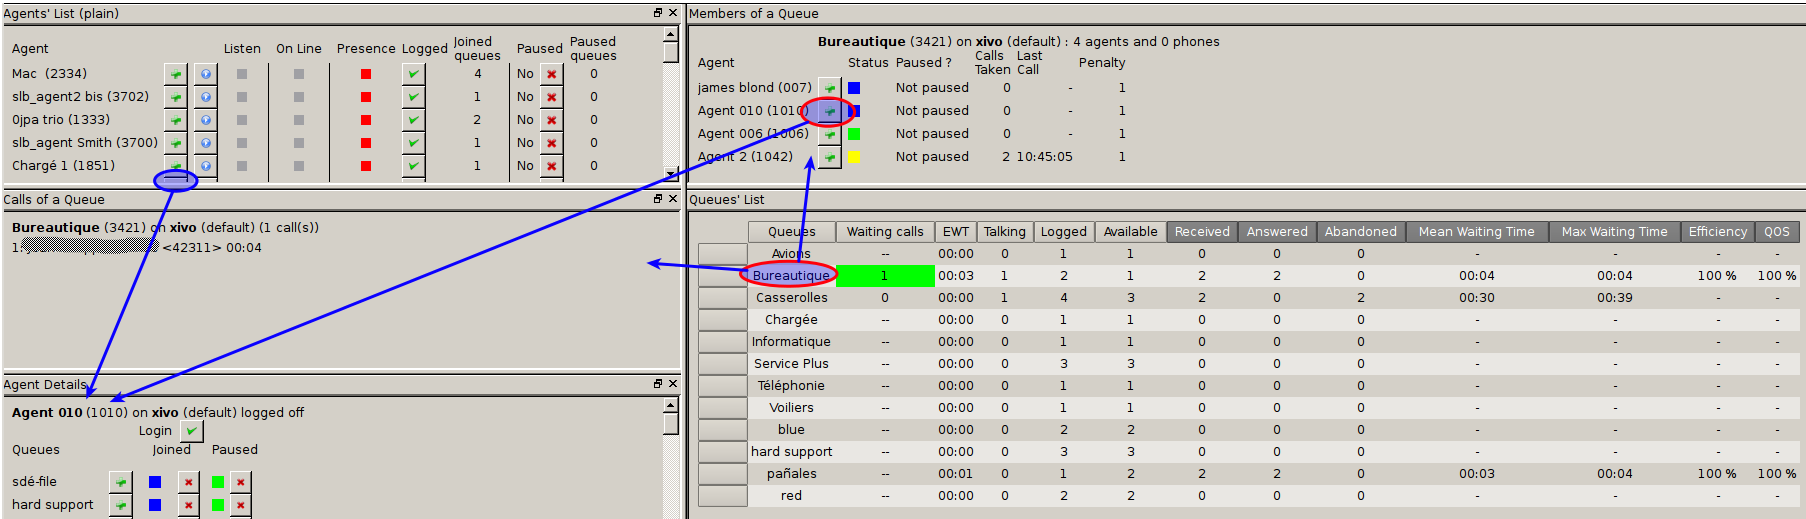 Agents' List (plain)
Agent Listen On Line Presence Logged Joined queues Paused Paused queues
Mac (2334) 4 No 0
slb_agent2 bis (3702) 1 No 0
0jpa trio (1333) 2 No 0
slb_agent Smith (3700) 1 No 0
Chargé 1 (1851) 1 No 0
Calls of a Queue
Bureautique (3421) on xivo (default) (1 call(s))
1. <42311> 00:04
Agent Details
Agent 010 (1010) on xivo (default) logged off
Login
Queues Joined Paused
sdé-file
hard support
Members of a Queue
Bureautique (3421) on xivo (default) : 4 agents and 0 phones
Agent Status Paused ? Calls Taken Last Call Penalty
james blond (007) Not paused 0 - 1
Agent 010 (1010) Not paused 0 - 1
Agent 006 (1006) Not paused 0 - 1
Agent 2 (1042) Not paused 2 10:45:05 1
Queues' List
Queues Waiting calls EWT Talking Logged Available Received Answered Abandoned Mean Waiting Time Max Waiting Time Efficiency QOS
Avions -- 00:00 0 1 1 0 0 0 - - - -
Bureautique 1 00:03 1 2 1 2 2 0 00:04 00:04 100 % 100 %
Casserolles 0 00:00 1 4 3 2 0 2 00:30 00:39 - -
Chargée -- 00:00 0 1 1 0 0 0 - - - -
Informatique -- 00:00 0 1 1 0 0 0 - - - -
Service Plus -- 00:00 0 3 3 0 0 0 - - - -
Téléphonie -- 00:00 0 1 1 0 0 0 - - - -
Voiliers -- 00:00 0 1 1 0 0 0 - - - -
blue -- 00:00 0 2 2 0 0 0 - - - -
hard support -- 00:00 0 3 3 0 0 0 - - - -
pañales -- 00:01 0 1 2 2 2 0 00:03 00:04 100 % 100 %
red -- 00:00 0 2 2 0 0 0 - - - -